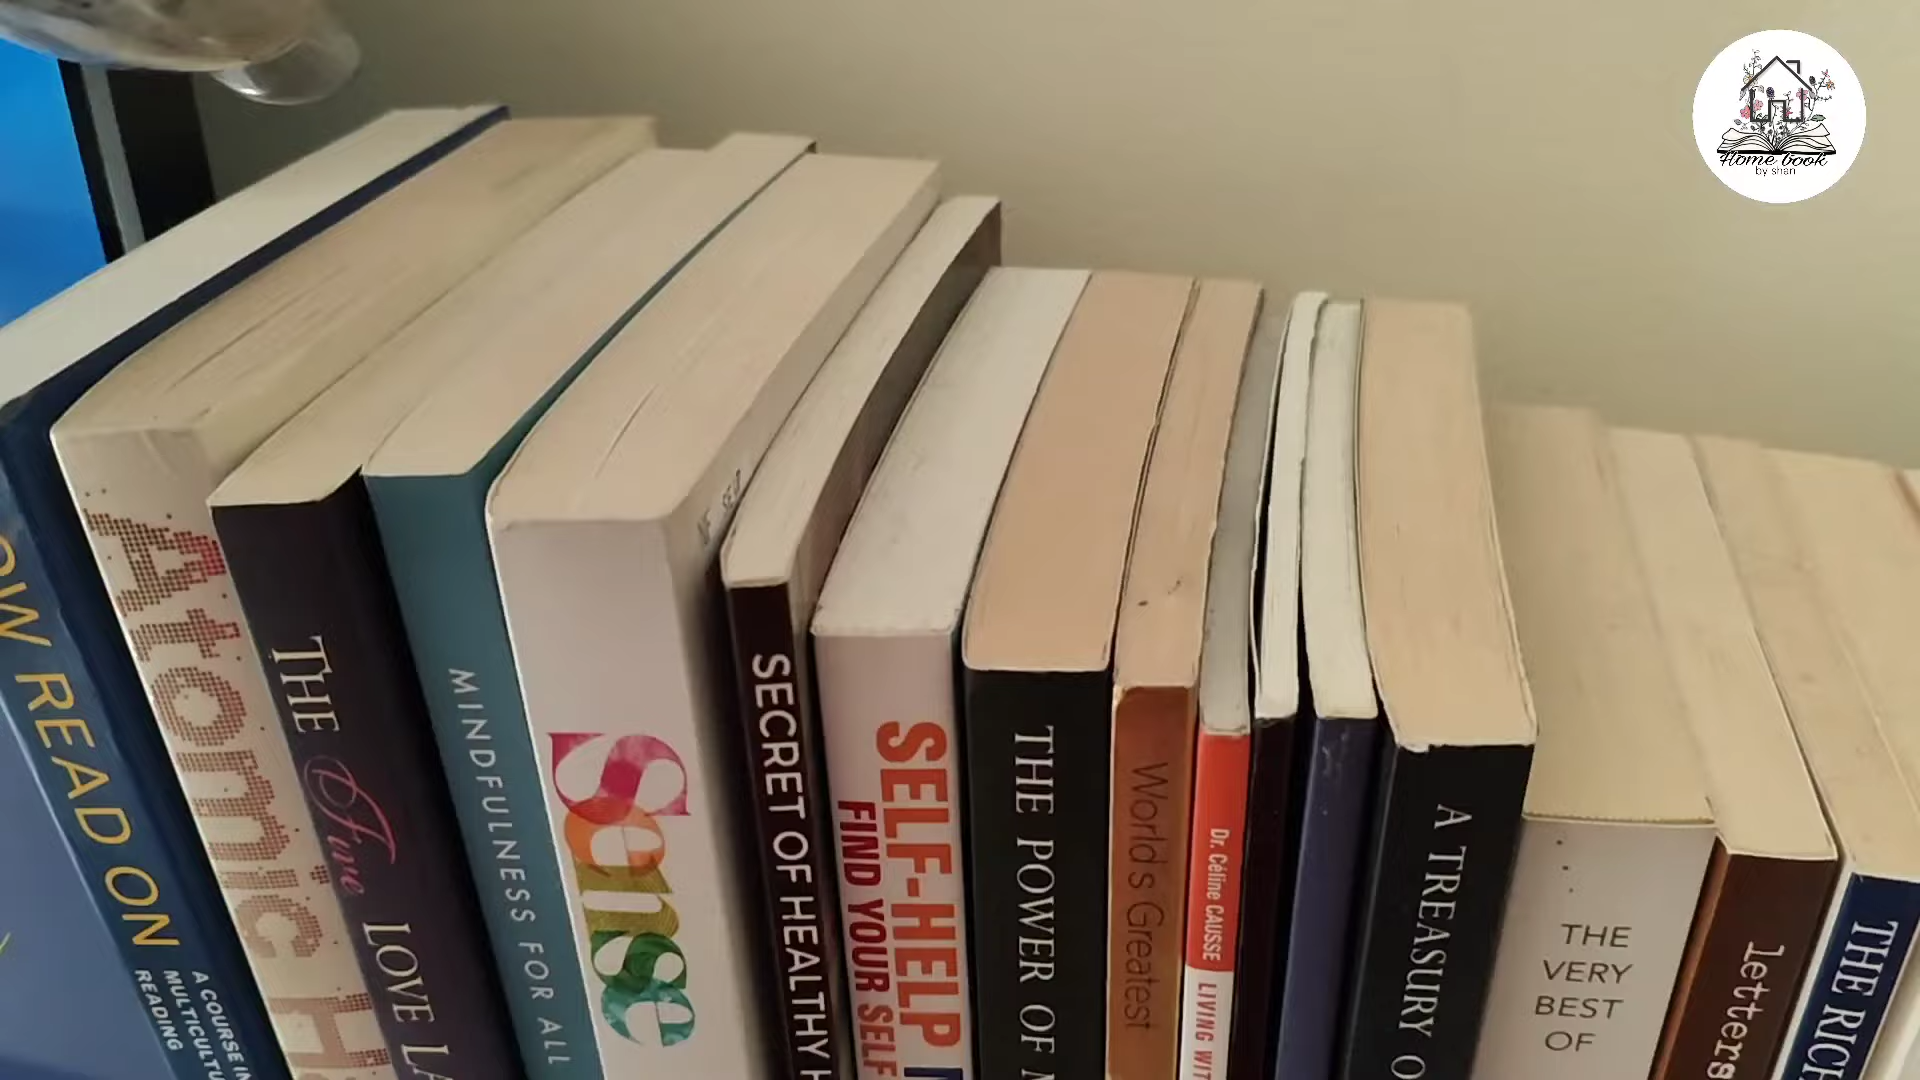 READ ON
A COURSE IN
MULTICULTU
READING
Atomic Ha
THE Fine LOVE LA
MINDFULNESS FOR ALL
Sense
SECRET OF HEALTHY H
SELF-HELP
FIND YOUR SELF
THE POWER OF M
World's Greatest
Dr. Céline CAUSSE
LIVING WIT
A TREASURY O
THE
VERY
BEST
OF
letters
THE RICH
Home book
by shan